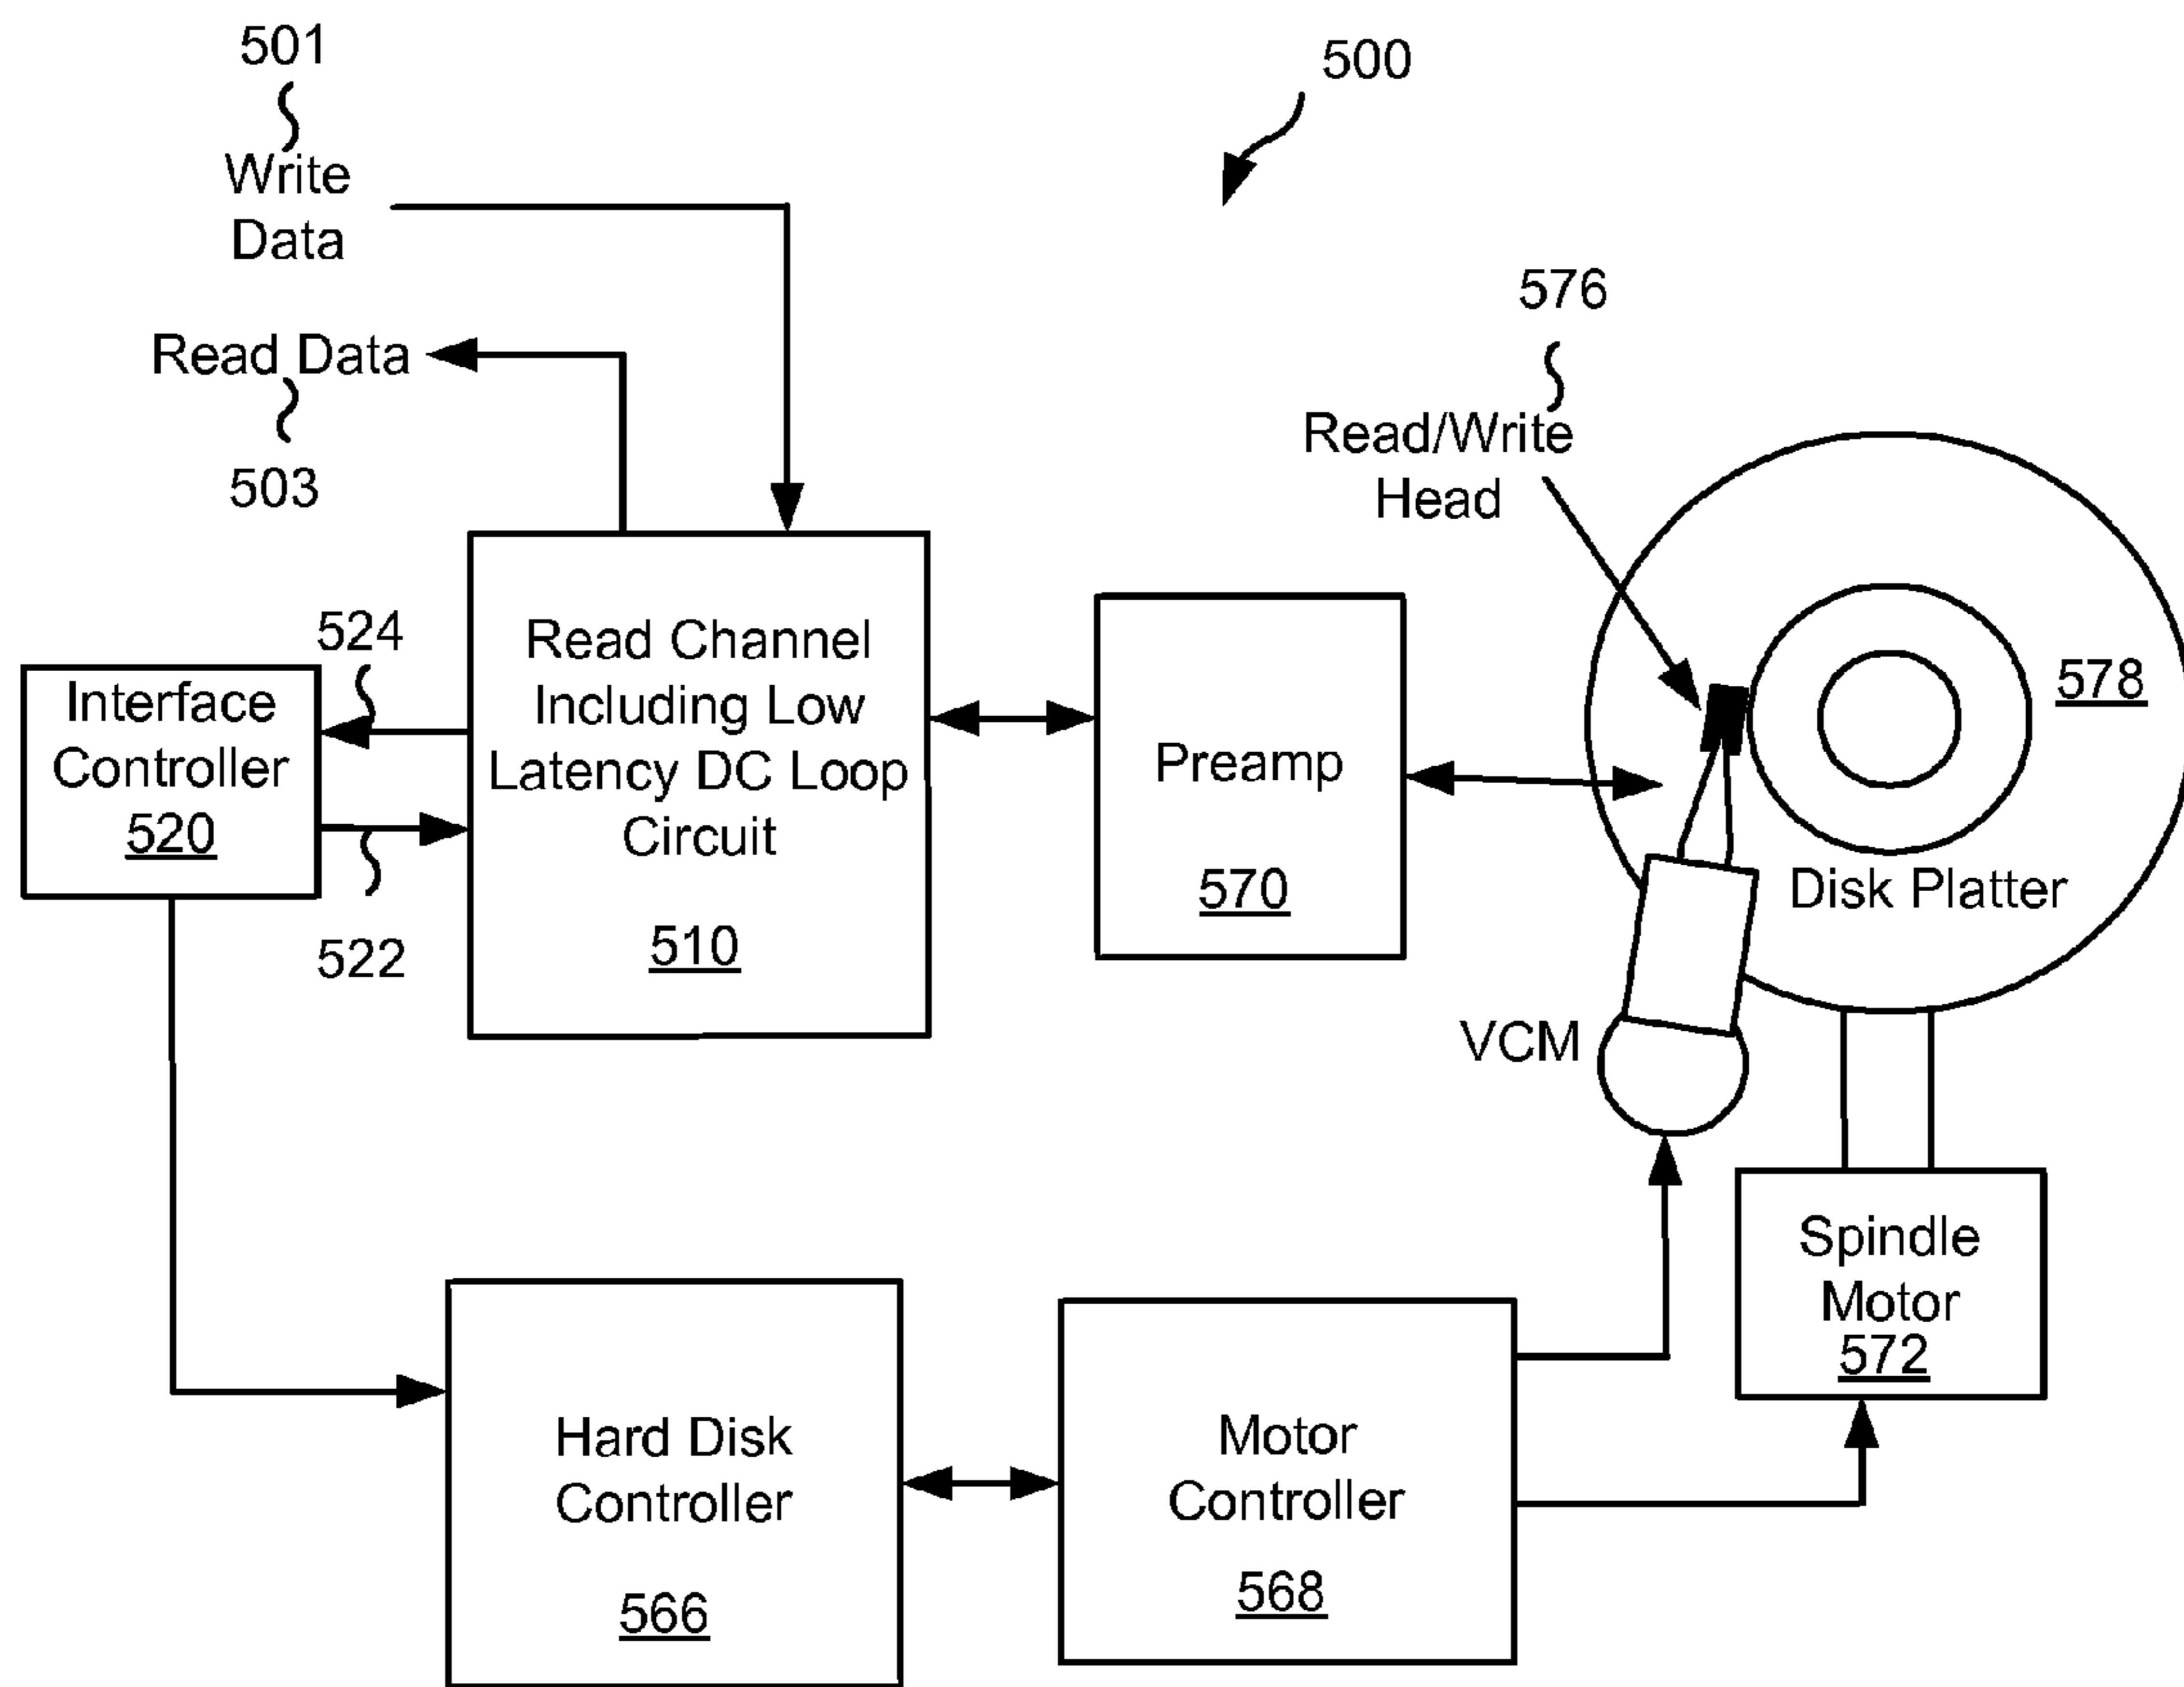 501
Write
Data
500
Read Data
503
576
Read/Write
Head
524
522
Interface
Controller
520
Read Channel
Including Low
Latency DC Loop
Circuit
510
Preamp
570
578
Disk Platter
VCM
Spindle
Motor
572
Hard Disk
Controller
566
Motor
Controller
568